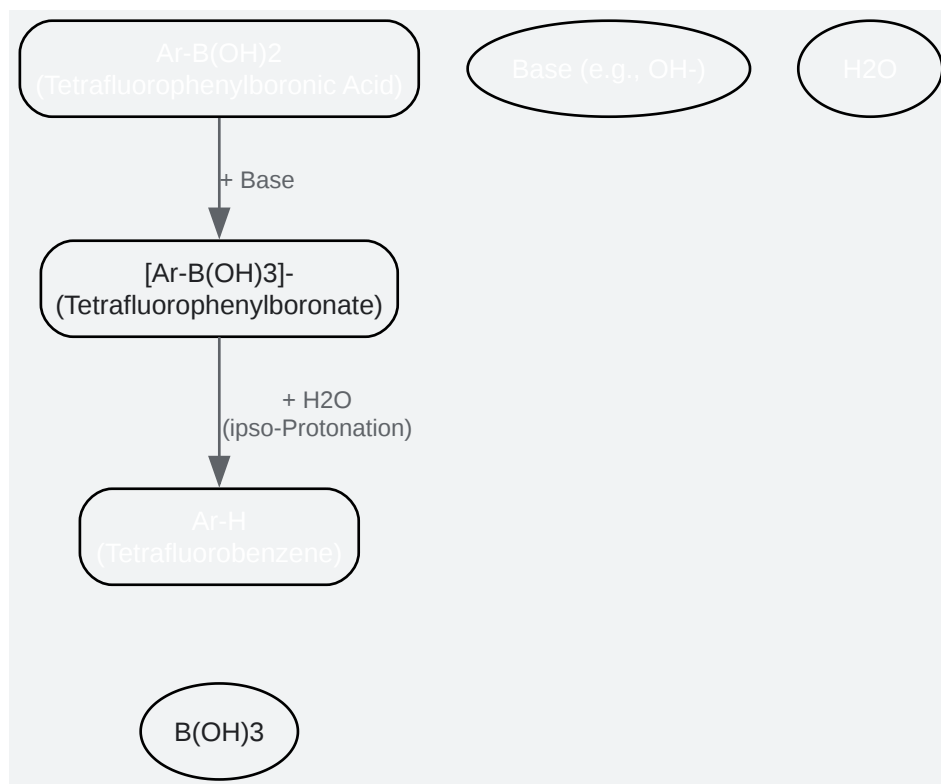 Ar-B(OH)2
(Tetrafluorophenylboronic Acid)
Base (e.g., OH-)
H2O
+ Base
[Ar-B(OH)3]-
(Tetrafluorophenylboronate)
+ H2O
(ipso-Protonation)
Ar-H
(Tetrafluorobenzene)
B(OH)3